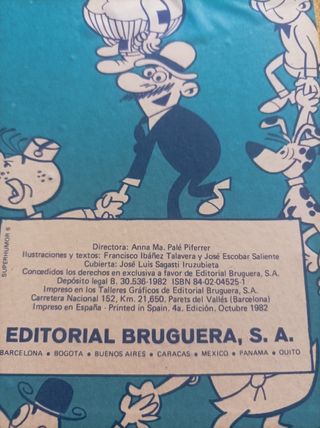 SUPERHUMOR 6
Directora: Anna Ma. Palé Piferrer
Ilustraciones y textos: Francisco Ibáñez Talavera y José Escobar Saliente
Cubierta: José Luis Sagasti Iruzubieta
Concedidos los derechos en exclusiva a favor de Editorial Bruguera, S.A.
Depósito legal B. 30.536-1982 ISBN 84-02-04525-1
Impreso en los Talleres Gráficos de Editorial Bruguera, S.A.
Carretera Nacional 152, Km. 21,650. Parets del Vallés (Barcelona)
Impreso en España - Printed in Spain. 4a. Edición, Octubre 1982
EDITORIAL BRUGUERA, S. A.
BARCELONA • BOGOTA • BUENOS AIRES • CARACAS • MEXICO • PANAMA • QUITO